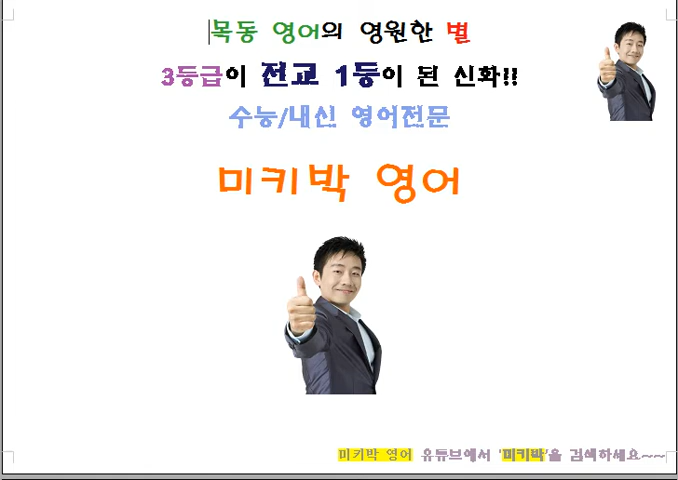 목동 영어의 영원한 별
3등급이 전교 1등이 된 신화!!
수능/내신 영어전문
미키박 영어
미키박 영어 유튜브에서 '미키박'을 검색하세요~~